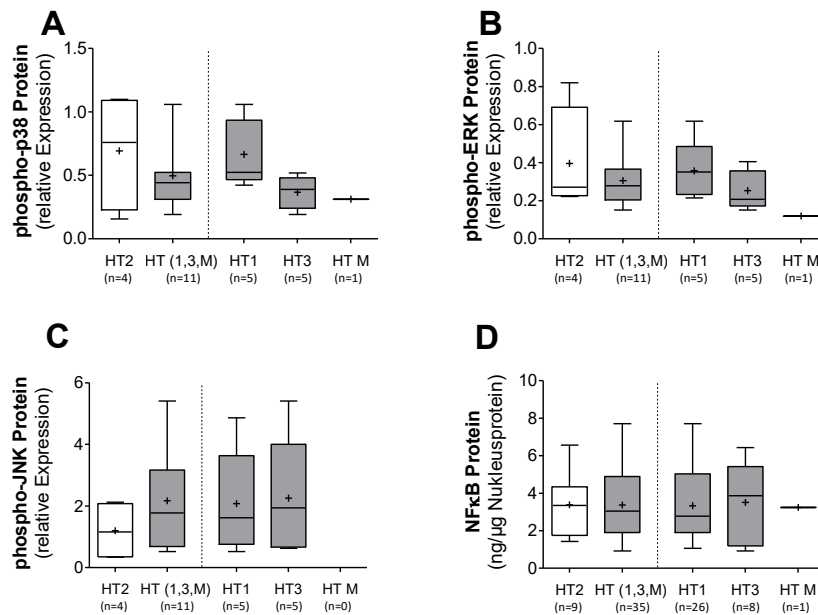 A
phospho-p38 Protein
(relative Expression)
1.5
1.0
0.5
0.0
HT2 HT (1,3,M) HT1 HT3 HT M
(n=4) (n=11) (n=5) (n=5) (n=1)
B
phospho-ERK Protein
(relative Expression)
1.0
0.8
0.6
0.4
0.2
0.0
HT2 HT (1,3,M) HT1 HT3 HT M
(n=4) (n=11) (n=5) (n=5) (n=1)
C
phospho-JNK Protein
(relative Expression)
6
4
2
0
HT2 HT (1,3,M) HT1 HT3 HT M
(n=4) (n=11) (n=5) (n=5) (n=0)
D
NFκB Protein
(ng/µg Nukleusprotein)
10
8
6
4
2
0
HT2 HT (1,3,M) HT1 HT3 HT M
(n=9) (n=35) (n=26) (n=8) (n=1)